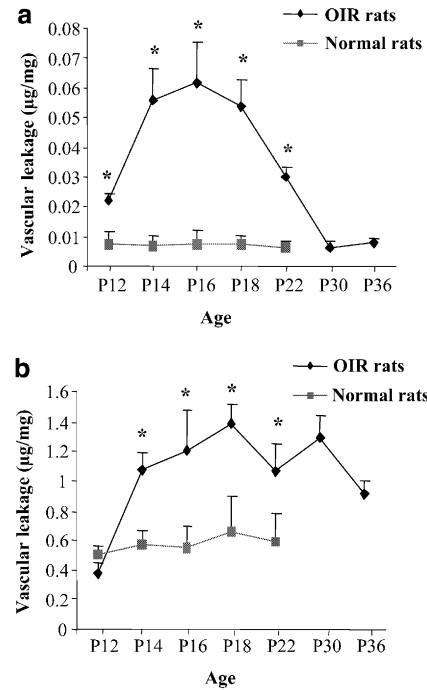 a
OIR rats
Normal rats
Vascular leakage (µg/mg)
0.08
0.07
0.06
0.05
0.04
0.03
0.02
0.01
0
*
*
*
*
*
P12 P14 P16 P18 P22 P30 P36
Age
b
OIR rats
Normal rats
Vascular leakage (µg/mg)
1.6
1.4
1.2
1
0.8
0.6
0.4
0.2
0
*
*
*
*
P12 P14 P16 P18 P22 P30 P36
Age